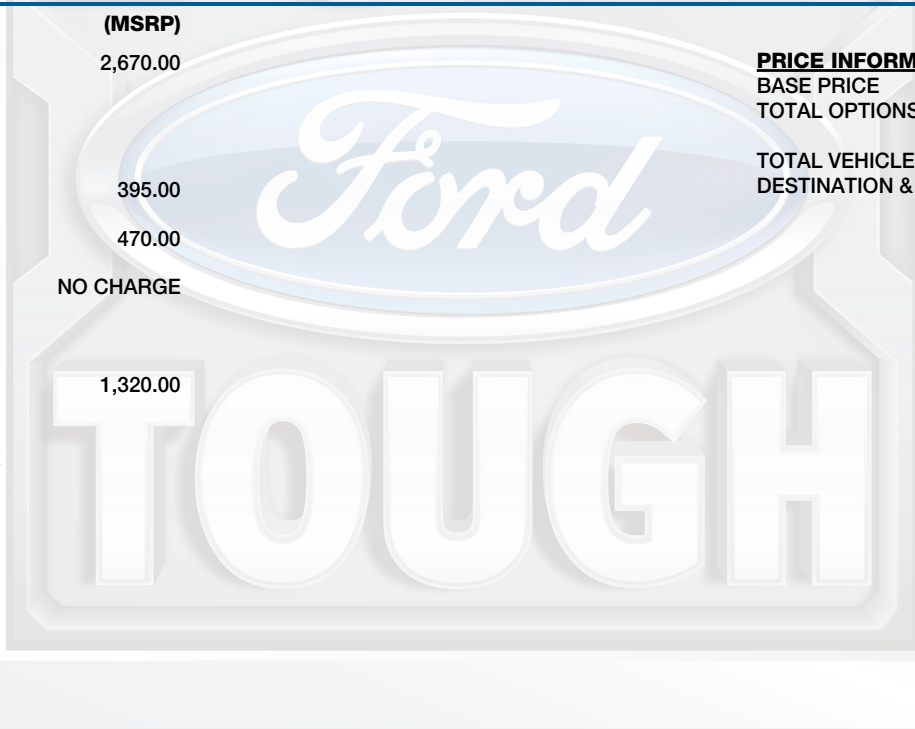 (MSRP)
2,670.00
395.00
470.00
NO CHARGE
1,320.00
PRICE INFORM
BASE PRICE
TOTAL OPTIONS
TOTAL VEHICLE
DESTINATION &
Ford
TOUGH